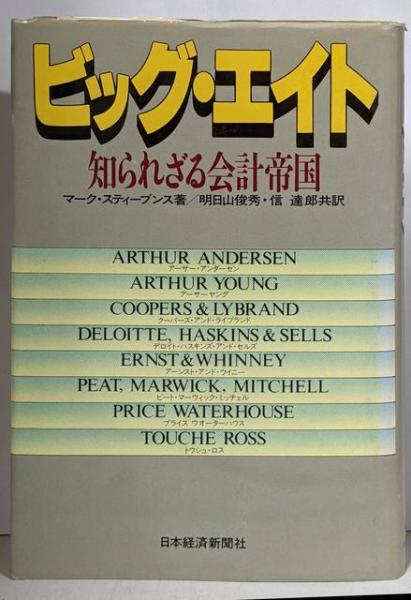 ビッグ・エイト
知られざる会計帝国
マーク・スティーブンス著／明日山俊秀・信 達郎共訳
ARTHUR ANDERSEN
アーサー・アンダーセン
ARTHUR YOUNG
アーサーヤング
COOPERS & LYBRAND
クーパーズ・アンド・ライブランド
DELOITTE, HASKINS & SELLS
デロイト・ハスキンズ・アンド・セルズ
ERNST & WHINNEY
アーンスト・アンド・ウイニー
PEAT, MARWICK, MITCHELL
ピート・マーウィック・ミッチェル
PRICE WATERHOUSE
プライス ウオーターハウス
TOUCHE ROSS
トウシュ・ロス
日本経済新聞社